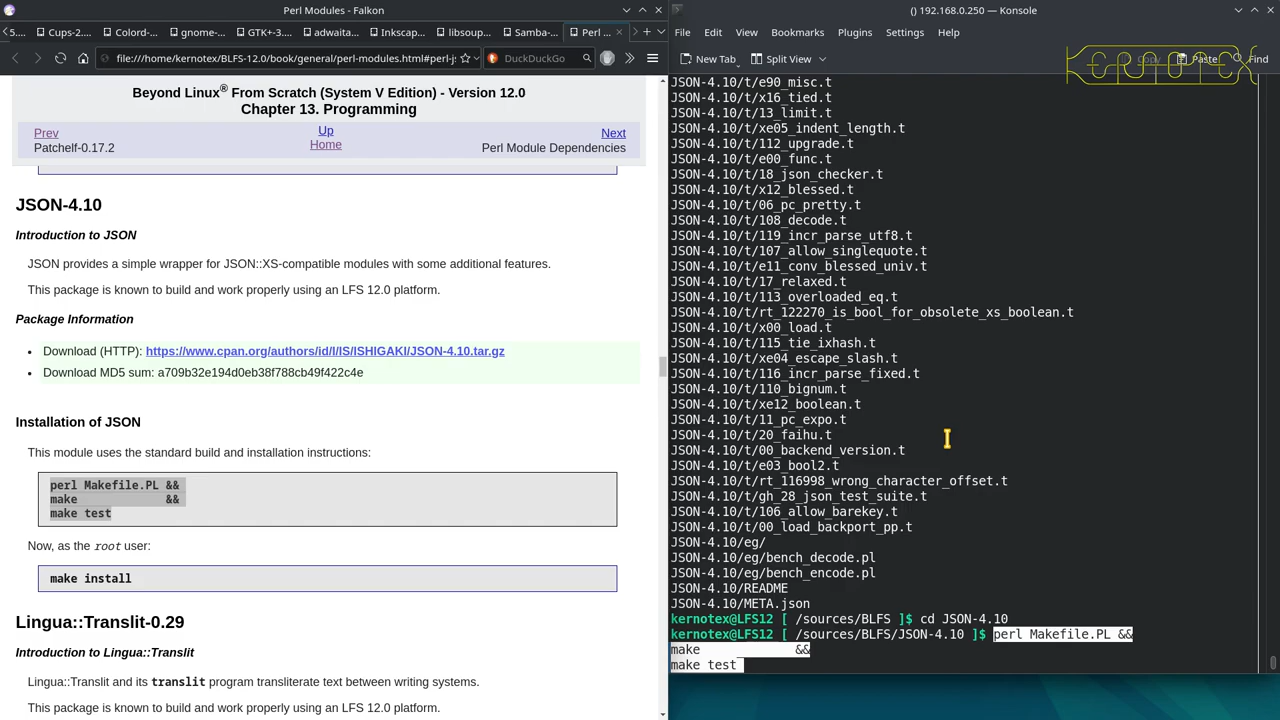 Perl Modules - Falkon
5.... Cups-2.... Colord-... gnome-... GTK+-3.... adwaita... Inkscap... libsoup... Samba-... Perl ...
file:///home/kernotex/BLFS-12.0/book/general/perl-modules.html#perl-js
DuckDuckGo
Beyond Linux® From Scratch (System V Edition) - Version 12.0
Chapter 13. Programming
Prev Up Next
Patchelf-0.17.2 Home Perl Module Dependencies
JSON-4.10
Introduction to JSON
JSON provides a simple wrapper for JSON::XS-compatible modules with some additional features.
This package is known to build and work properly using an LFS 12.0 platform.
Package Information
• Download (HTTP): https://www.cpan.org/authors/id/I/IS/ISHIGAKI/JSON-4.10.tar.gz
• Download MD5 sum: a709b32e194d0eb38f788cb49f422c4e
Installation of JSON
This module uses the standard build and installation instructions:
perl Makefile.PL &&
make             &&
make test
Now, as the root user:
make install
Lingua::Translit-0.29
Introduction to Lingua::Translit
Lingua::Translit and its translit program transliterate text between writing systems.
This package is known to build and work properly using an LFS 12.0 platform.
() 192.168.0.250 — Konsole
File Edit View Bookmarks Plugins Settings Help
New Tab Split View Copy Paste Find
KERNOTEX
JSON-4.10/t/e90_misc.t
JSON-4.10/t/x16_tied.t
JSON-4.10/t/13_limit.t
JSON-4.10/t/xe05_indent_length.t
JSON-4.10/t/112_upgrade.t
JSON-4.10/t/e00_func.t
JSON-4.10/t/18_json_checker.t
JSON-4.10/t/x12_blessed.t
JSON-4.10/t/06_pc_pretty.t
JSON-4.10/t/108_decode.t
JSON-4.10/t/119_incr_parse_utf8.t
JSON-4.10/t/107_allow_singlequote.t
JSON-4.10/t/e11_conv_blessed_univ.t
JSON-4.10/t/17_relaxed.t
JSON-4.10/t/113_overloaded_eq.t
JSON-4.10/t/rt_122270_is_bool_for_obsolete_xs_boolean.t
JSON-4.10/t/x00_load.t
JSON-4.10/t/115_tie_ixhash.t
JSON-4.10/t/xe04_escape_slash.t
JSON-4.10/t/116_incr_parse_fixed.t
JSON-4.10/t/110_bignum.t
JSON-4.10/t/xe12_boolean.t
JSON-4.10/t/11_pc_expo.t
JSON-4.10/t/20_faihu.t
JSON-4.10/t/00_backend_version.t
JSON-4.10/t/e03_bool2.t
JSON-4.10/t/rt_116998_wrong_character_offset.t
JSON-4.10/t/gh_28_json_test_suite.t
JSON-4.10/t/106_allow_barekey.t
JSON-4.10/t/00_load_backport_pp.t
JSON-4.10/eg/
JSON-4.10/eg/bench_decode.pl
JSON-4.10/eg/bench_encode.pl
JSON-4.10/README
JSON-4.10/META.json
kernotex@LFS12 [ /sources/BLFS ]$ cd JSON-4.10
kernotex@LFS12 [ /sources/BLFS/JSON-4.10 ]$ perl Makefile.PL &&
make             &&
make test